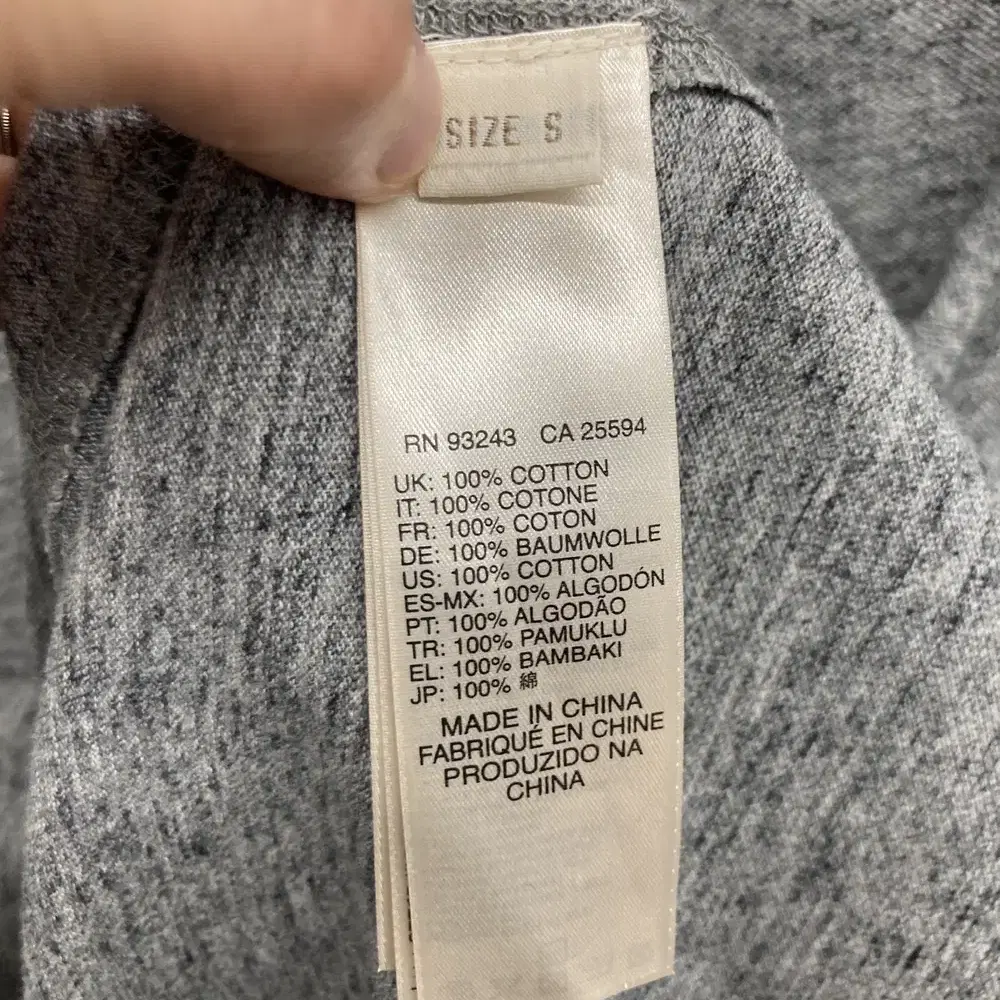 SIZE S
RN 93243 CA 25594
UK: 100% COTTON
IT: 100% COTONE
FR: 100% COTON
DE: 100% BAUMWOLLE
US: 100% COTTON
ES-MX: 100% ALGODÓN
PT: 100% ALGODÃO
TR: 100% PAMUKLU
EL: 100% BAMBAKI
JP: 100% 綿
MADE IN CHINA
FABRIQUÉ EN CHINE
PRODUZIDO NA
CHINA